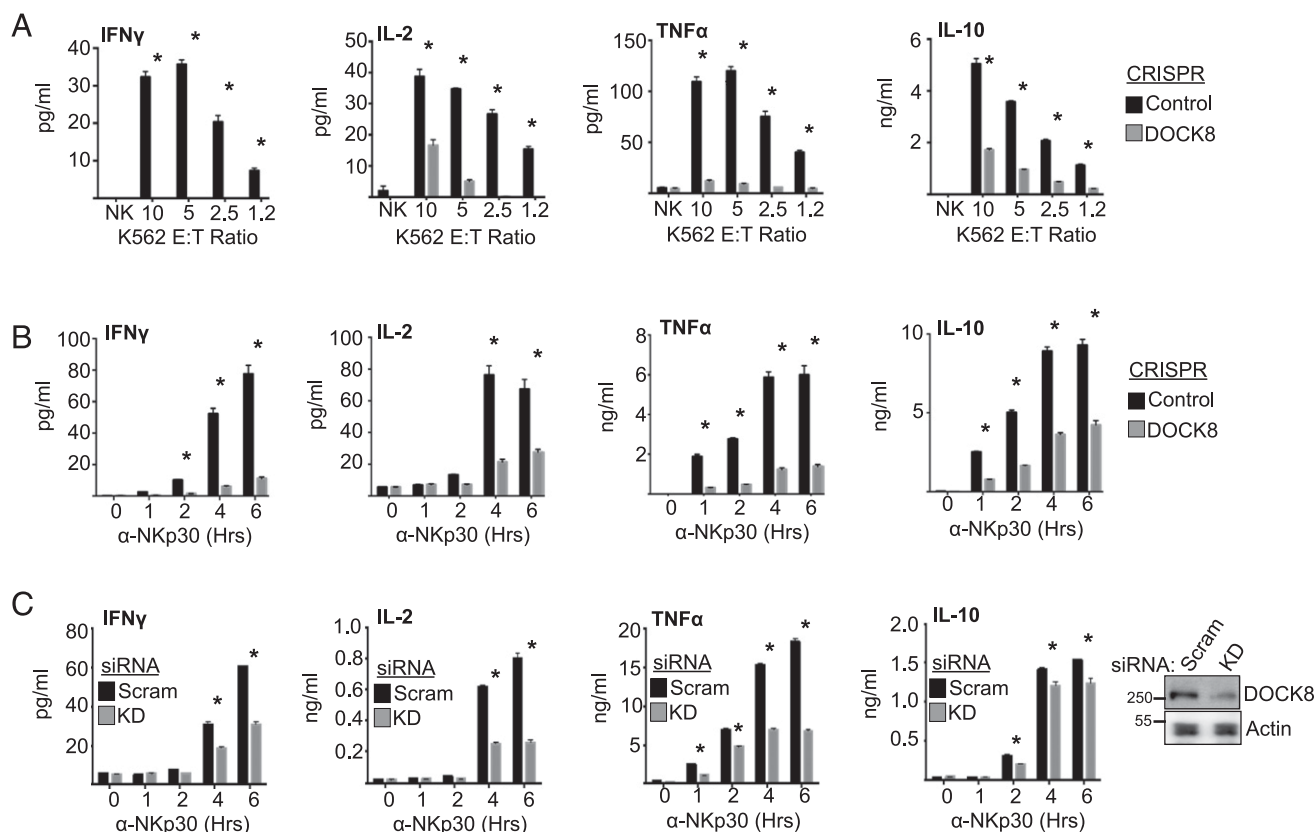 A
IFNγ
IL-2
TNFα
IL-10
pg/ml
40
30
20
10
*
*
*
*
NK 10 5 2.5 1.2
K562 E:T Ratio
pg/ml
50
40
30
20
10
0
*
*
*
*
NK 10 5 2.5 1.2
K562 E:T Ratio
pg/ml
150
100
50
0
*
*
*
*
NK 10 5 2.5 1.2
K562 E:T Ratio
ng/ml
6
4
2
0
*
*
*
*
NK 10 5 2.5 1.2
K562 E:T Ratio
CRISPR
Control
DOCK8
B
IFNγ
IL-2
TNFα
IL-10
pg/ml
100
80
60
40
20
*
*
*
0 1 2 4 6
α-NKp30 (Hrs)
pg/ml
100
80
60
40
20
*
*
0 1 2 4 6
α-NKp30 (Hrs)
ng/ml
8
6
4
2
*
*
*
*
0 1 2 4 6
α-NKp30 (Hrs)
ng/ml
10
5
0
*
*
*
*
0 1 2 4 6
α-NKp30 (Hrs)
CRISPR
Control
DOCK8
C
IFNγ
IL-2
TNFα
IL-10
pg/ml
80
60
40
20
siRNA
Scram
KD
*
*
0 1 2 4 6
α-NKp30 (Hrs)
ng/ml
1.0
0.8
0.6
0.4
0.2
siRNA
Scram
KD
*
*
0 1 2 4 6
α-NKp30 (Hrs)
ng/ml
20
15
10
5
0
siRNA
Scram
KD
*
*
*
*
0 1 2 4 6
α-NKp30 (Hrs)
ng/ml
2.0
1.5
1.0
0.5
siRNA
Scram
KD
*
*
*
0 1 2 4 6
α-NKp30 (Hrs)
siRNA: Scram KD
250 DOCK8
55 Actin